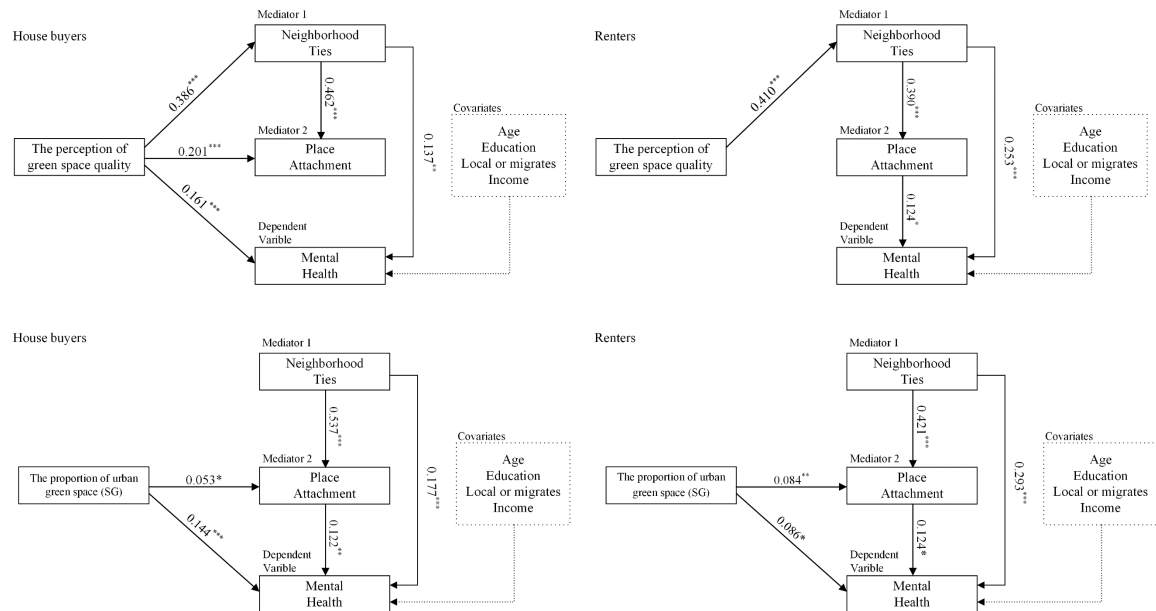 House buyers
Mediator 1
Neighborhood
Ties
0.386***
0.462***
The perception of
green space quality
0.201***
Mediator 2
Place
Attachment
0.137**
0.161***
Dependent
Varible
Mental
Health
Covariates
Age
Education
Local or migrates
Income
Renters
Mediator 1
Neighborhood
Ties
0.410***
0.390***
The perception of
green space quality
Mediator 2
Place
Attachment
0.253***
0.124*
Dependent
Varible
Mental
Health
Covariates
Age
Education
Local or migrates
Income
House buyers
Mediator 1
Neighborhood
Ties
0.537***
The proportion of urban
green space (SG)
0.053*
Mediator 2
Place
Attachment
0.177***
0.144***
0.122**
Dependent
Varible
Mental
Health
Covariates
Age
Education
Local or migrates
Income
Renters
Mediator 1
Neighborhood
Ties
0.421***
The proportion of urban
green space (SG)
0.084**
Mediator 2
Place
Attachment
0.293***
0.086*
0.124*
Dependent
Varible
Mental
Health
Covariates
Age
Education
Local or migrates
Income